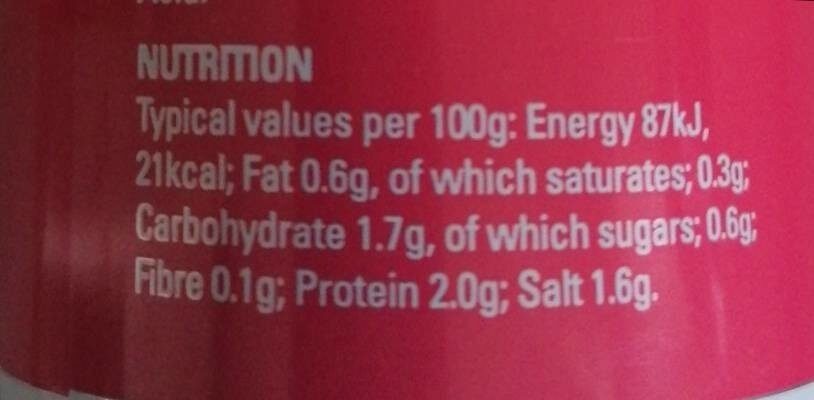 NUTRITION
Typical values per 100g: Energy 87kJ,
21kcal; Fat 0.6g, of which saturates; 0.3g;
Carbohydrate 1.7g, of which sugars; 0.6g;
Fibre 0.1g; Protein 2.0g; Salt 1.6g.